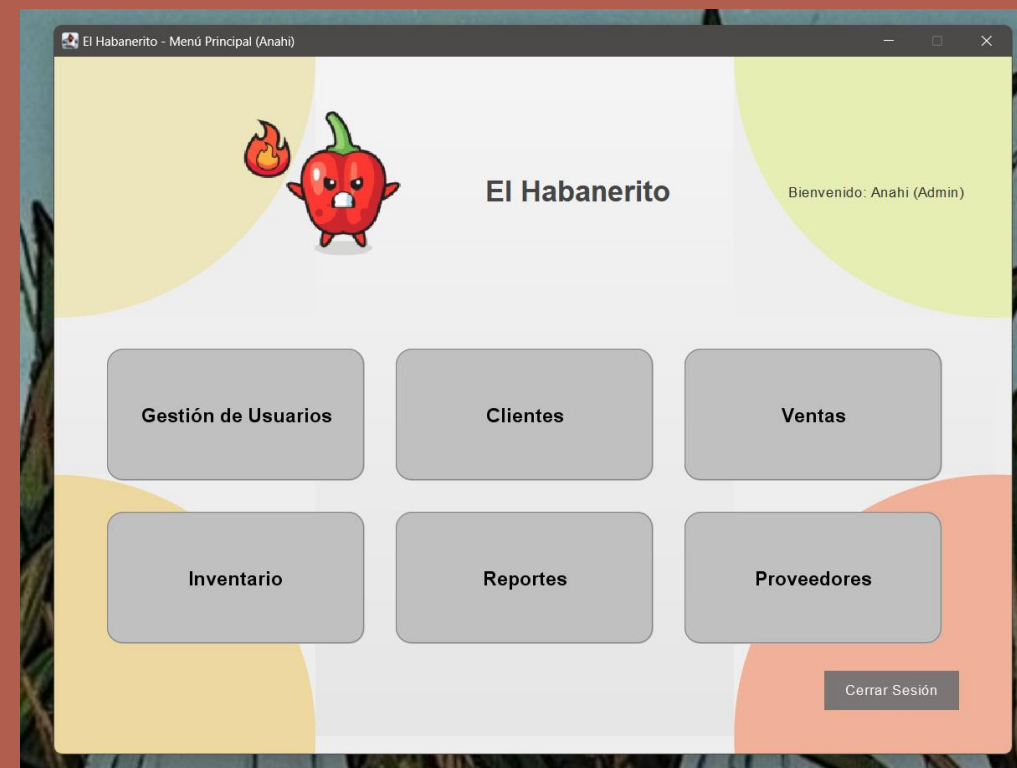 El Habanerito - Menú Principal (Anahi)
El Habanerito
Bienvenido: Anahi (Admin)
Gestión de Usuarios
Clientes
Ventas
Inventario
Reportes
Proveedores
Cerrar Sesión